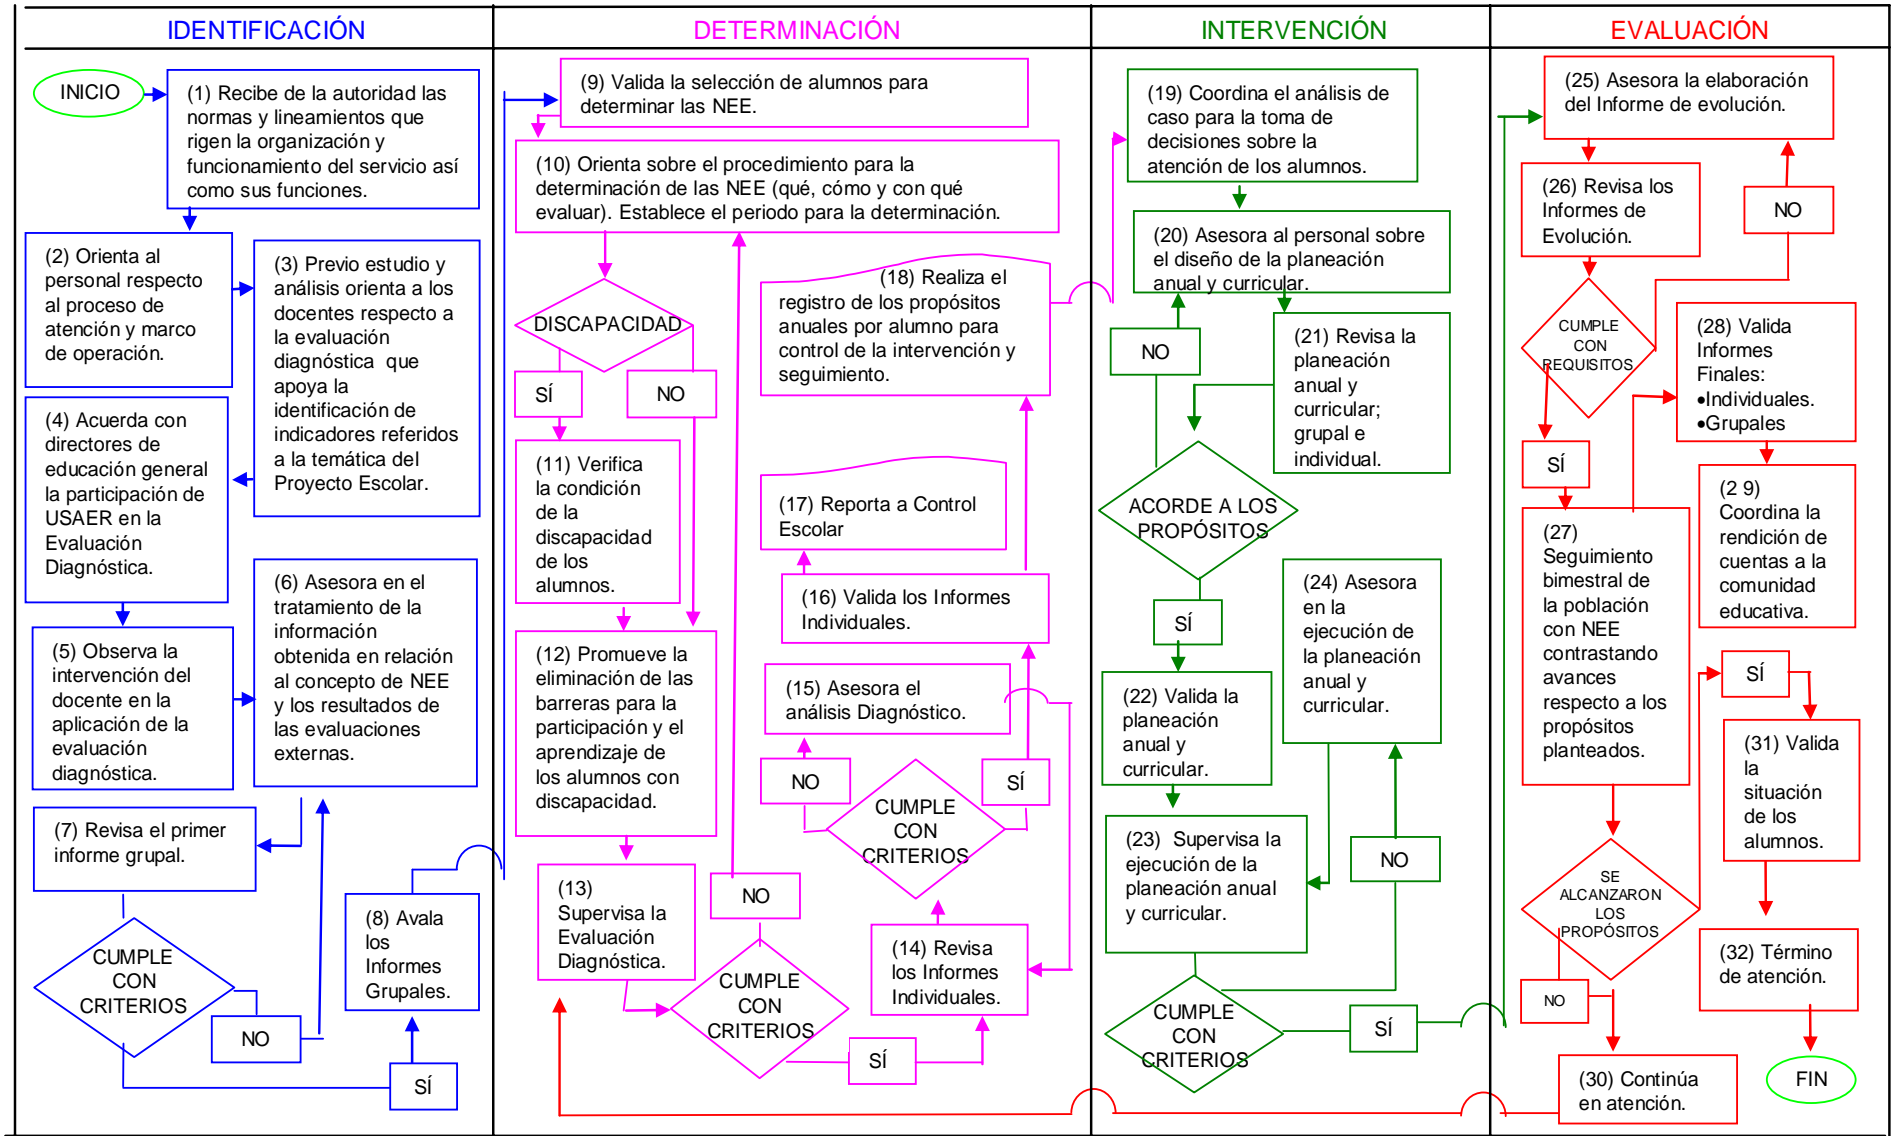 IDENTIFICACIÓN
DETERMINACIÓN
INTERVENCIÓN
EVALUACIÓN
INICIO
(1) Recibe de la autoridad las
normas y lineamientos que
rigen la organización y
funcionamiento del servicio así
como sus funciones.
(2) Orienta al
personal respecto
al proceso de
atención y marco
de operación.
(3) Previo estudio y
análisis orienta a los
docentes respecto a
la evaluación
diagnóstica que
apoya la
identificación de
indicadores referidos
a la temática del
Proyecto Escolar.
(4) Acuerda con
directores de
educación general
la participación de
USAER en la
Evaluación
Diagnóstica.
(5) Observa la
intervención del
docente en la
aplicación de la
evaluación
diagnóstica.
(6) Asesora en el
tratamiento de la
información
obtenida en relación
al concepto de NEE
y los resultados de
las evaluaciones
externas.
(7) Revisa el primer
informe grupal.
CUMPLE
CON
CRITERIOS
NO
SÍ
(8) Avala
los
Informes
Grupales.
(9) Valida la selección de alumnos para
determinar las NEE.
(10) Orienta sobre el procedimiento para la
determinación de las NEE (qué, cómo y con qué
evaluar). Establece el periodo para la determinación.
DISCAPACIDAD
SÍ
NO
(11) Verifica
la condición
de la
discapacidad
de los
alumnos.
(12) Promueve la
eliminación de las
barreras para la
participación y el
aprendizaje de
los alumnos con
discapacidad.
(13)
Supervisa la
Evaluación
Diagnóstica.
CUMPLE
CON
CRITERIOS
NO
SÍ
(14) Revisa
los Informes
Individuales.
CUMPLE
CON
CRITERIOS
NO
SÍ
(15) Asesora el
análisis Diagnóstico.
(16) Valida los Informes
Individuales.
(17) Reporta a Control
Escolar
(18) Realiza el
registro de los propósitos
anuales por alumno para
control de la intervención y
seguimiento.
(19) Coordina el análisis de
caso para la toma de
decisiones sobre la
atención de los alumnos.
(20) Asesora al personal sobre
el diseño de la planeación
anual y curricular.
NO
(21) Revisa la
planeación
anual y
curricular;
grupal e
individual.
ACORDE A LOS
PROPÓSITOS
SÍ
(22) Valida la
planeación
anual y
curricular.
(23) Supervisa la
ejecución de la
planeación anual
y curricular.
(24) Asesora
en la
ejecución de
la planeación
anual y
curricular.
NO
CUMPLE
CON
CRITERIOS
SÍ
(25) Asesora la elaboración
del Informe de evolución.
(26) Revisa los
Informes de
Evolución.
NO
CUMPLE
CON
REQUISITOS
SÍ
(27)
Seguimiento
bimestral de
la población
con NEE
contrastando
avances
respecto a los
propósitos
planteados.
(28) Valida
Informes
Finales:
•Individuales.
•Grupales
(2 9)
Coordina la
rendición de
cuentas a la
comunidad
educativa.
SE
ALCANZARON
LOS
PROPÓSITOS
SÍ
NO
(30) Continúa
en atención.
(31) Valida
la
situación
de los
alumnos.
(32) Término
de atención.
FIN